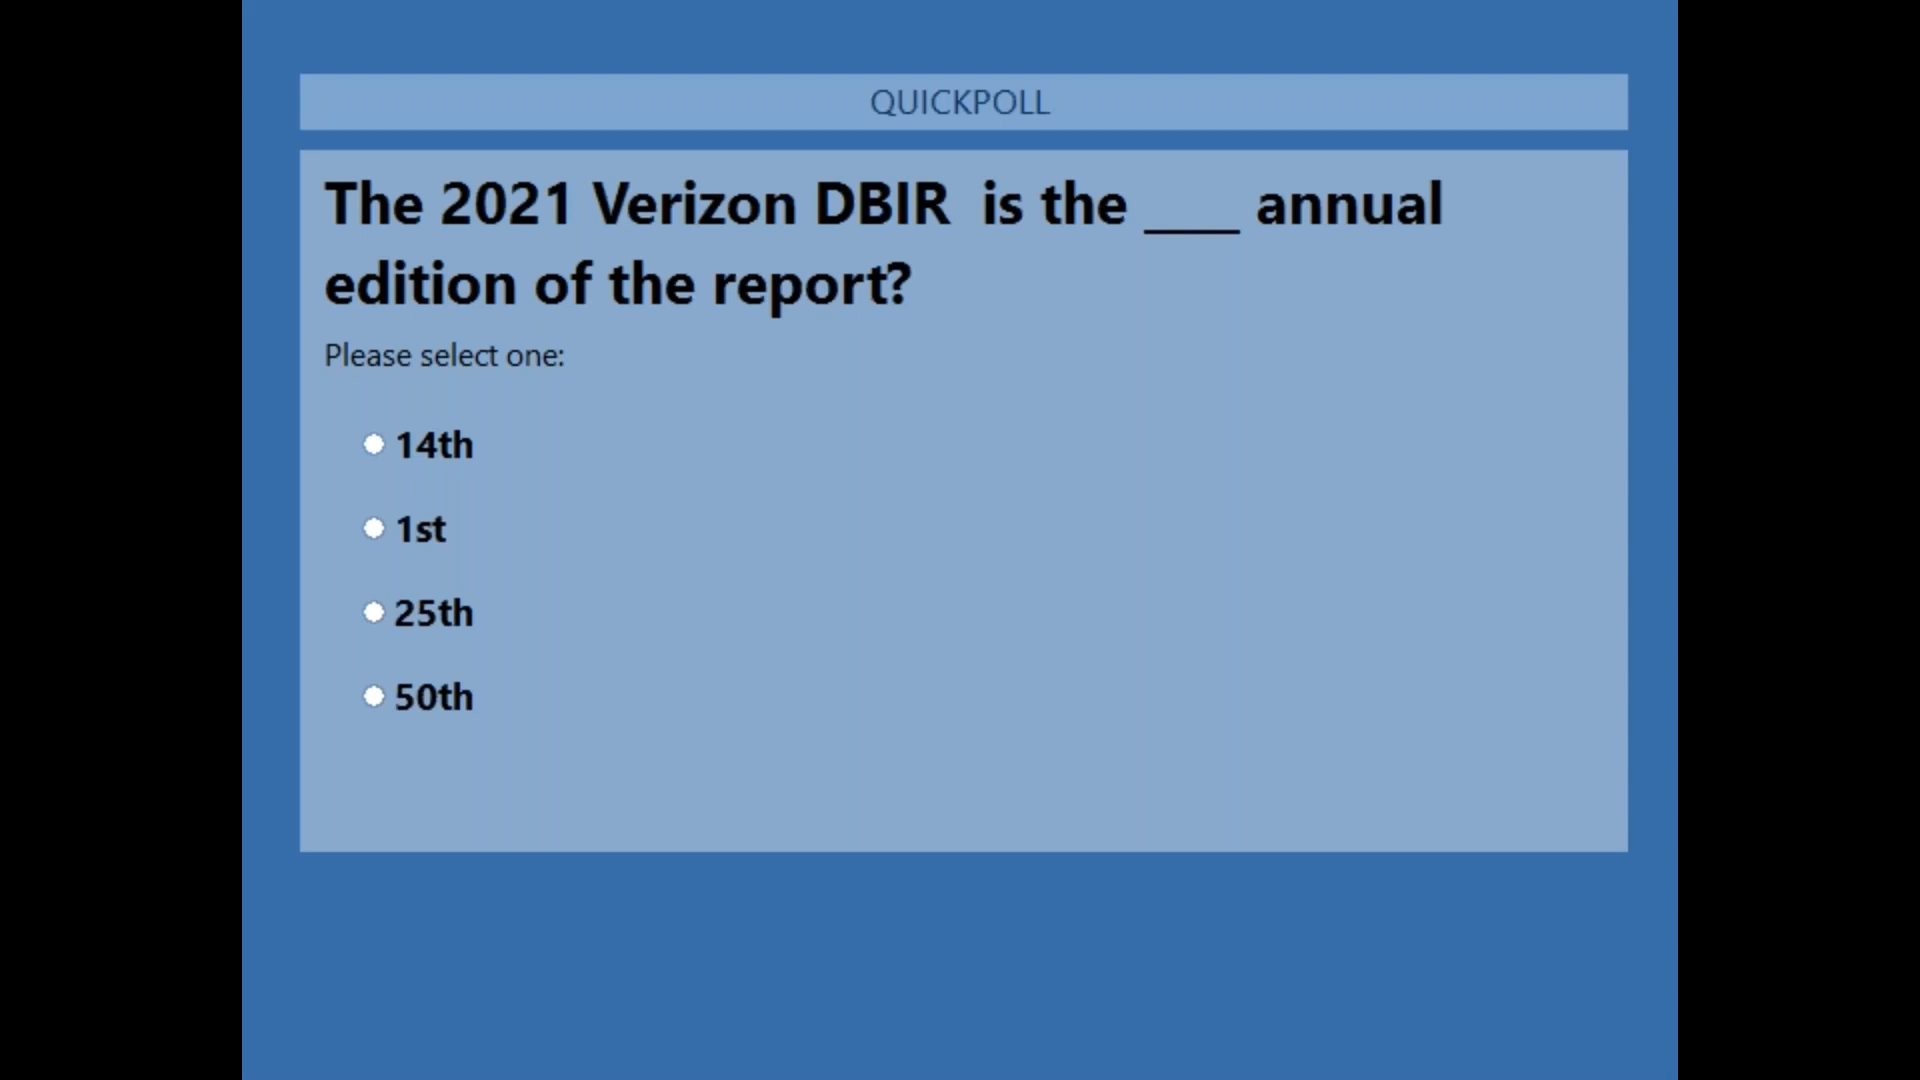 QUICKPOLL
The 2021 Verizon DBIR  is the ____ annual
edition of the report?
Please select one:
14th
1st
25th
50th